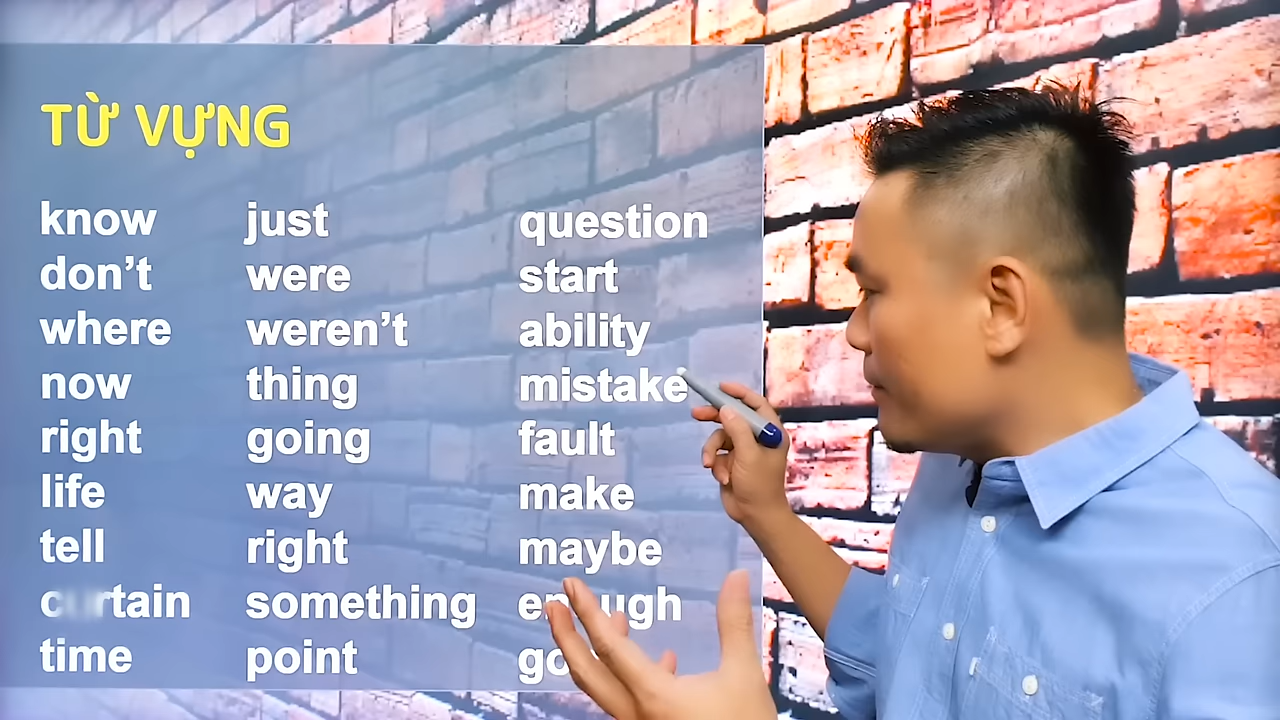 TỪ VỰNG
know
don't
where
now
right
life
tell
time
just
were
weren't
thing
going
way
right
something
point
question
start
ability
mistake
fault
make
maybe
enough